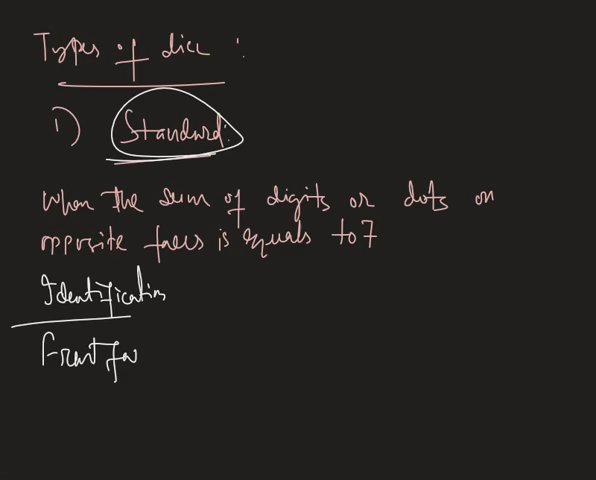 Types of dice :
1) Standard.
When the sum of digits or dots on
opposite faces is equals to 7
Identification
Front fac